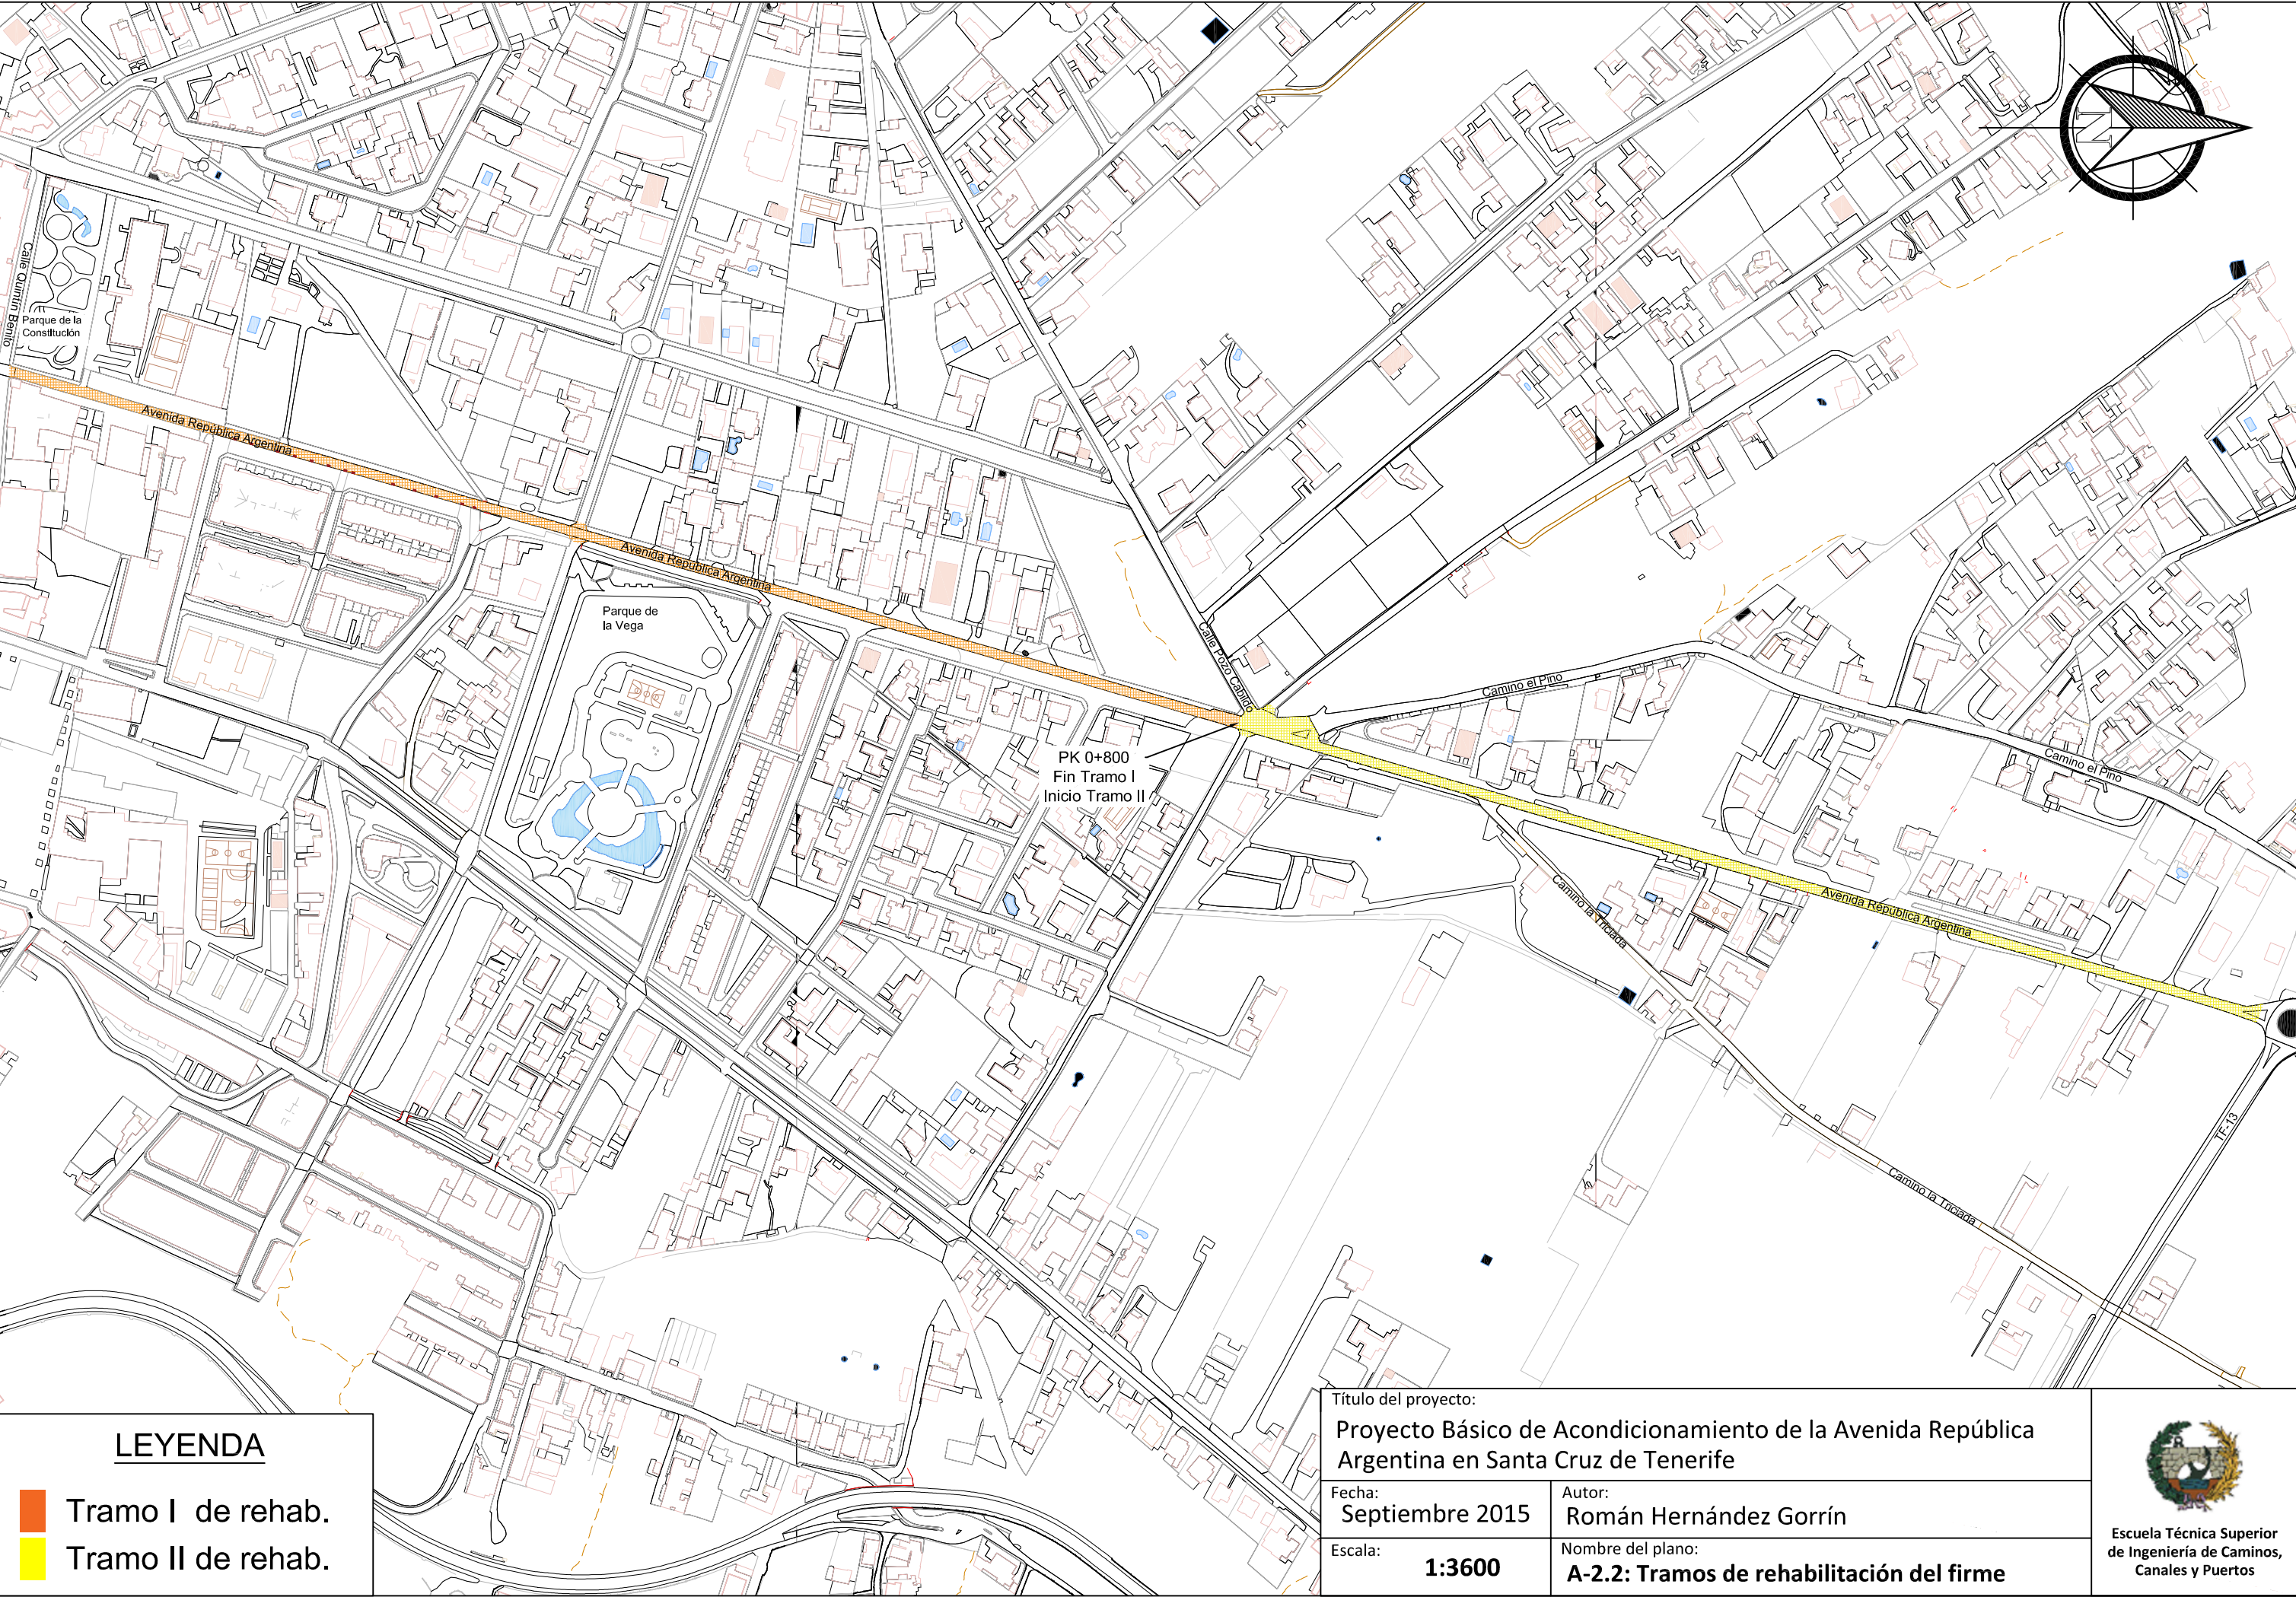 N
Calle Quintín Benito
Parque de la
Constitución
Avenida República Argentina
Avenida República Argentina
Parque de
la Vega
Calle Pozo Cabildo
Camino el Pino
Camino el Pino
PK 0+800
Fin Tramo I
Inicio Tramo II
Camino la Triciada
Avenida República Argentina
TF-13
Camino la Triciada
LEYENDA
Tramo I de rehab.
Tramo II de rehab.
Título del proyecto:
Proyecto Básico de Acondicionamiento de la Avenida República
Argentina en Santa Cruz de Tenerife
Fecha:
Septiembre 2015
Autor:
Román Hernández Gorrín
Escala:
1:3600
Nombre del plano:
A-2.2: Tramos de rehabilitación del firme
Escuela Técnica Superior
de Ingeniería de Caminos,
Canales y Puertos